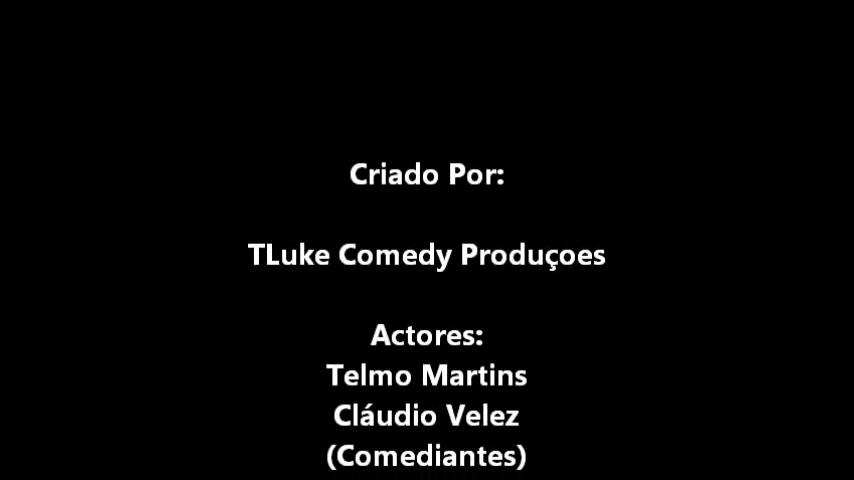 Criado Por:
TLuke Comedy Produçoes
Actores:
Telmo Martins
Cláudio Velez
(Comediantes)